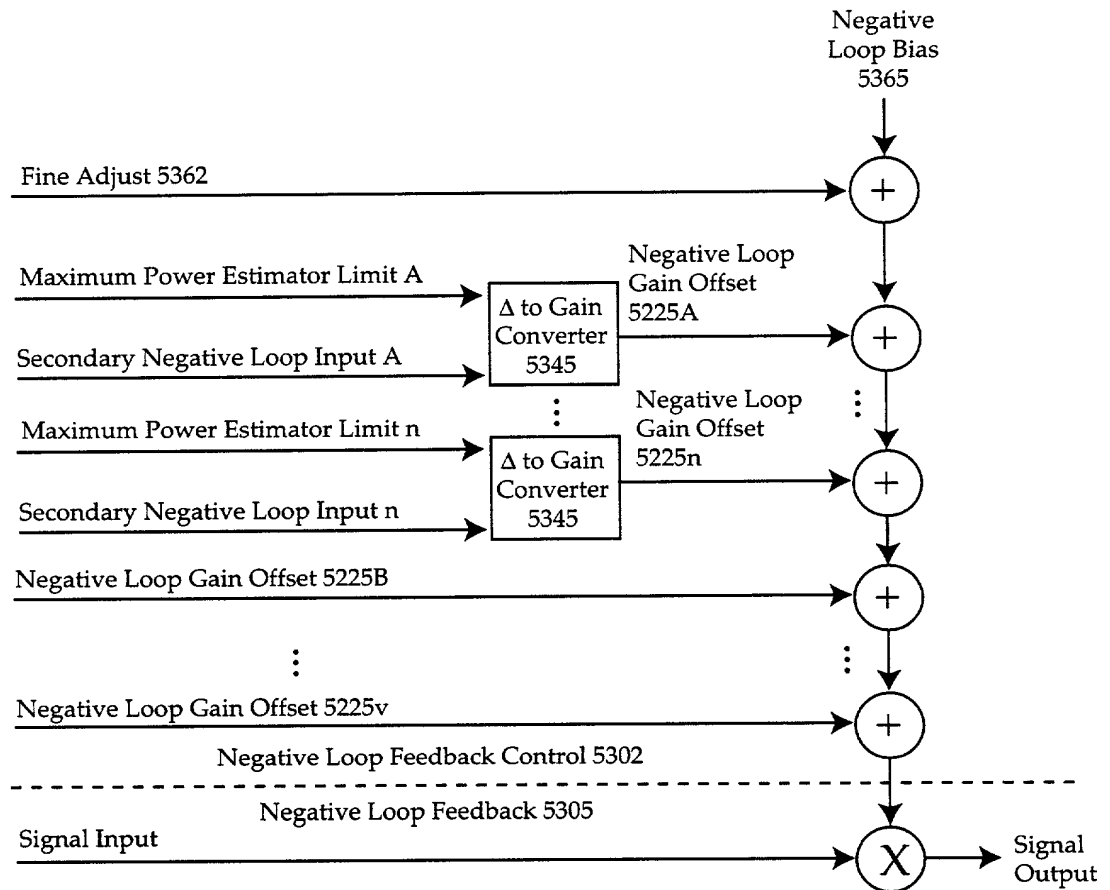 Negative
Loop Bias
5365
Fine Adjust 5362
+
Maximum Power Estimator Limit A
Negative Loop
Gain Offset
5225A
Δ to Gain
Converter
5345
+
Secondary Negative Loop Input A
Maximum Power Estimator Limit n
Negative Loop
Gain Offset
5225n
Δ to Gain
Converter
5345
+
Secondary Negative Loop Input n
Negative Loop Gain Offset 5225B
+
Negative Loop Gain Offset 5225v
+
Negative Loop Feedback Control 5302
Negative Loop Feedback 5305
Signal Input
X
Signal
Output